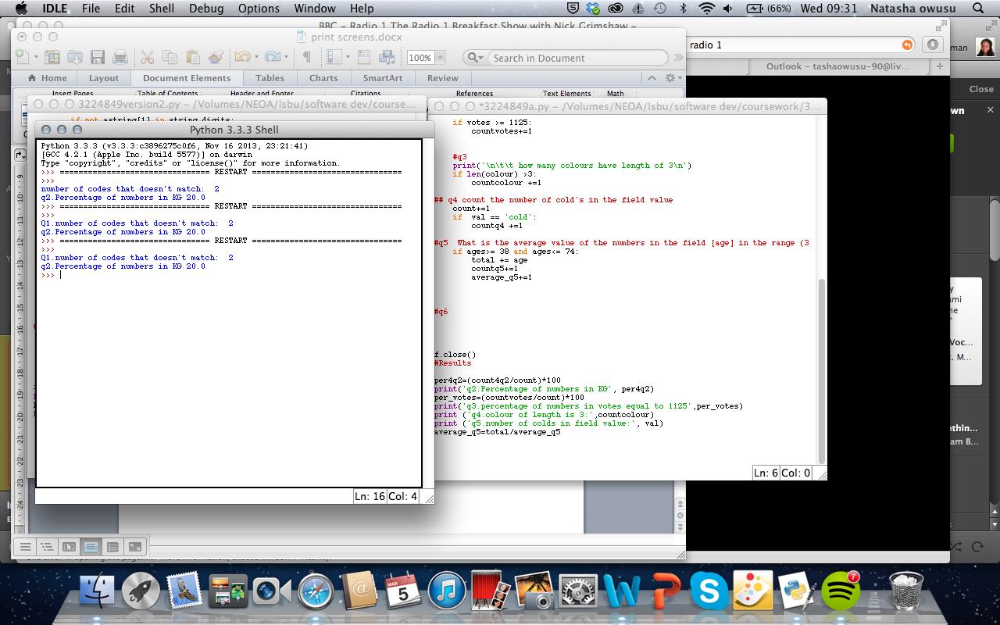 IDLE File Edit Shell Debug Options Window Help (66%) Wed 09:31 Natasha owusu
BBC – Radio 1 The Radio 1 Breakfast Show with Nick Grimshaw –
print screens.docx
100% Search in Document
radio 1
man
Home Layout Document Elements Tables Charts SmartArt Review
Outlook – tashaowusu-90@liv…
Insert Pages Table of Contents Header and Footer Citations References Text Elements Math
Close
3224849version2.py – /Volumes/NEOA/lsbu/software dev/course…
if not astring[1] in string.digits:
*3224849a.py – /Volumes/NEOA/lsbu/software dev/coursework/3…
Python 3.3.3 Shell
Python 3.3.3 (v3.3.3:c3896275c0f6, Nov 16 2013, 23:21:41)
[GCC 4.2.1 (Apple Inc. build 5577)] on darwin
Type "copyright", "credits" or "license()" for more information.
>>> ================================ RESTART ================================
>>>
number of codes that doesn't match:  2
q2.Percentage of numbers in KG 20.0
>>> ================================ RESTART ================================
>>>
Q1.number of codes that doesn't match:  2
q2.Percentage of numbers in KG 20.0
>>> ================================ RESTART ================================
>>>
Q1.number of codes that doesn't match:  2
q2.Percentage of numbers in KG 20.0
>>>
Ln: 16 Col: 4
if votes >= 1125:
countvotes+=1
#q3
print('\n\t\t how many colours have length of 3\n')
if len(colour) >3:
countcolour +=1
## q4 count the number of cold's in the field value
count+=1
if  val == 'cold':
countq4 +=1
#q5  What is the average value of the numbers in the field [age] in the range (3
if ages>= 38 and ages<= 74:
total += age
countq5+=1
average_q5+=1
#q6
f.close()
#Results
per4q2=(count4q2/count)*100
print('q2.Percentage of numbers in KG', per4q2)
per_votes=(countvotes/count)*100
print('q3.percentage of numbers in votes equal to 1125',per_votes)
print ('q4.colour of length is 3:',countcolour)
print ('q5.number of colds in field value:', val)
average_q5=total/average_q5
Ln: 6 Col: 0
wn
Voc…
. M…
ethin…
am B…
MAR
5
7